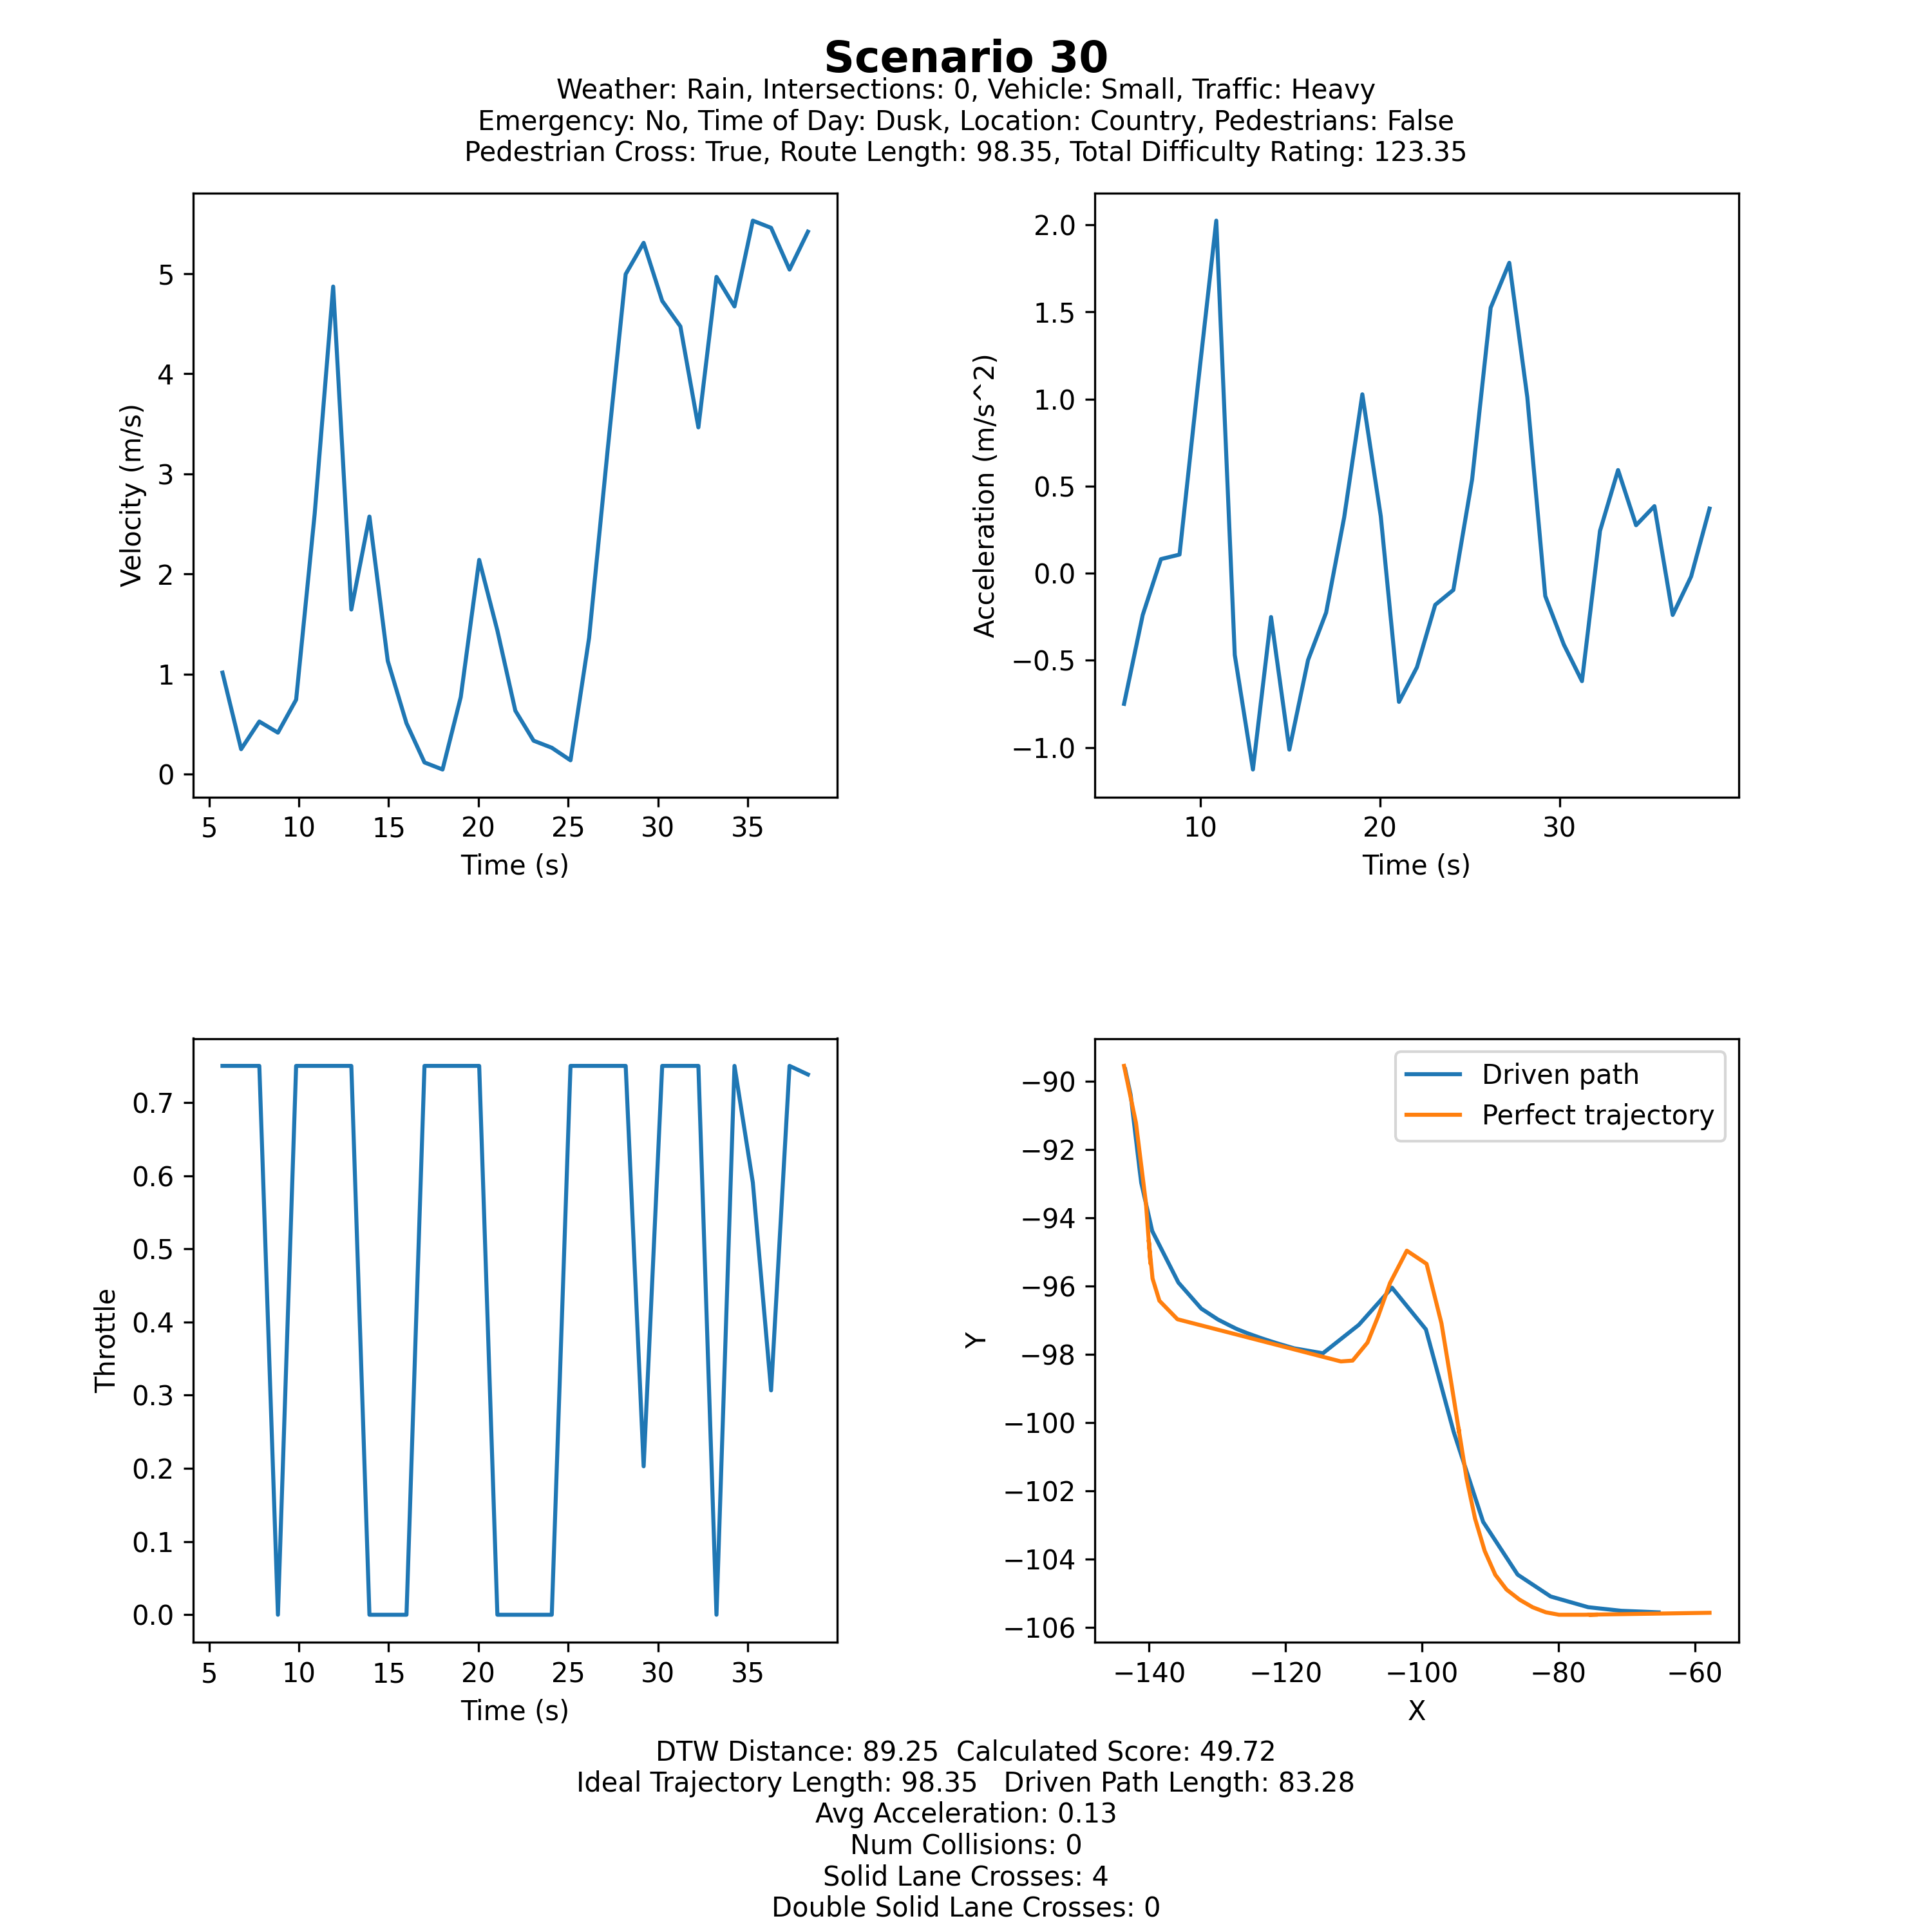 Scenario 30
Weather: Rain, Intersections: 0, Vehicle: Small, Traffic: Heavy
Emergency: No, Time of Day: Dusk, Location: Country, Pedestrians: False
Pedestrian Cross: True, Route Length: 98.35, Total Difficulty Rating: 123.35
Velocity (m/s)
5
4
3
2
1
0
5 10 15 20 25 30 35
Time (s)
Acceleration (m/s^2)
2.0
1.5
1.0
0.5
0.0
−0.5
−1.0
10 20 30
Time (s)
Throttle
0.7
0.6
0.5
0.4
0.3
0.2
0.1
0.0
5 10 15 20 25 30 35
Time (s)
Driven path
Perfect trajectory
Y
−90
−92
−94
−96
−98
−100
−102
−104
−106
−140 −120 −100 −80 −60
X
DTW Distance: 89.25 Calculated Score: 49.72
Ideal Trajectory Length: 98.35 Driven Path Length: 83.28
Avg Acceleration: 0.13
Num Collisions: 0
Solid Lane Crosses: 4
Double Solid Lane Crosses: 0